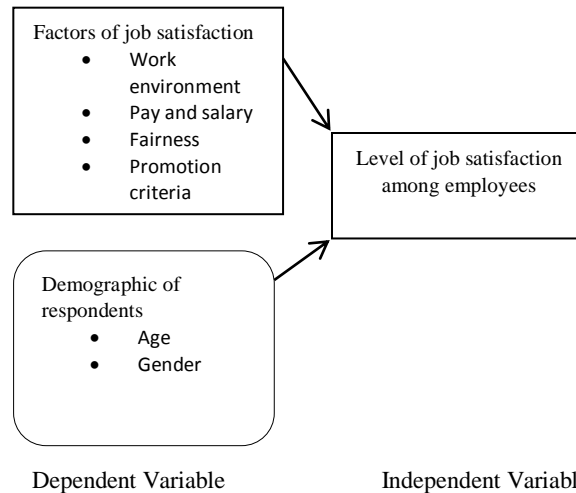 Factors of job satisfaction
• Work
environment
• Pay and salary
• Fairness
• Promotion
criteria
Level of job satisfaction
among employees
Demographic of
respondents
• Age
• Gender
Dependent Variable
Independent Variabl